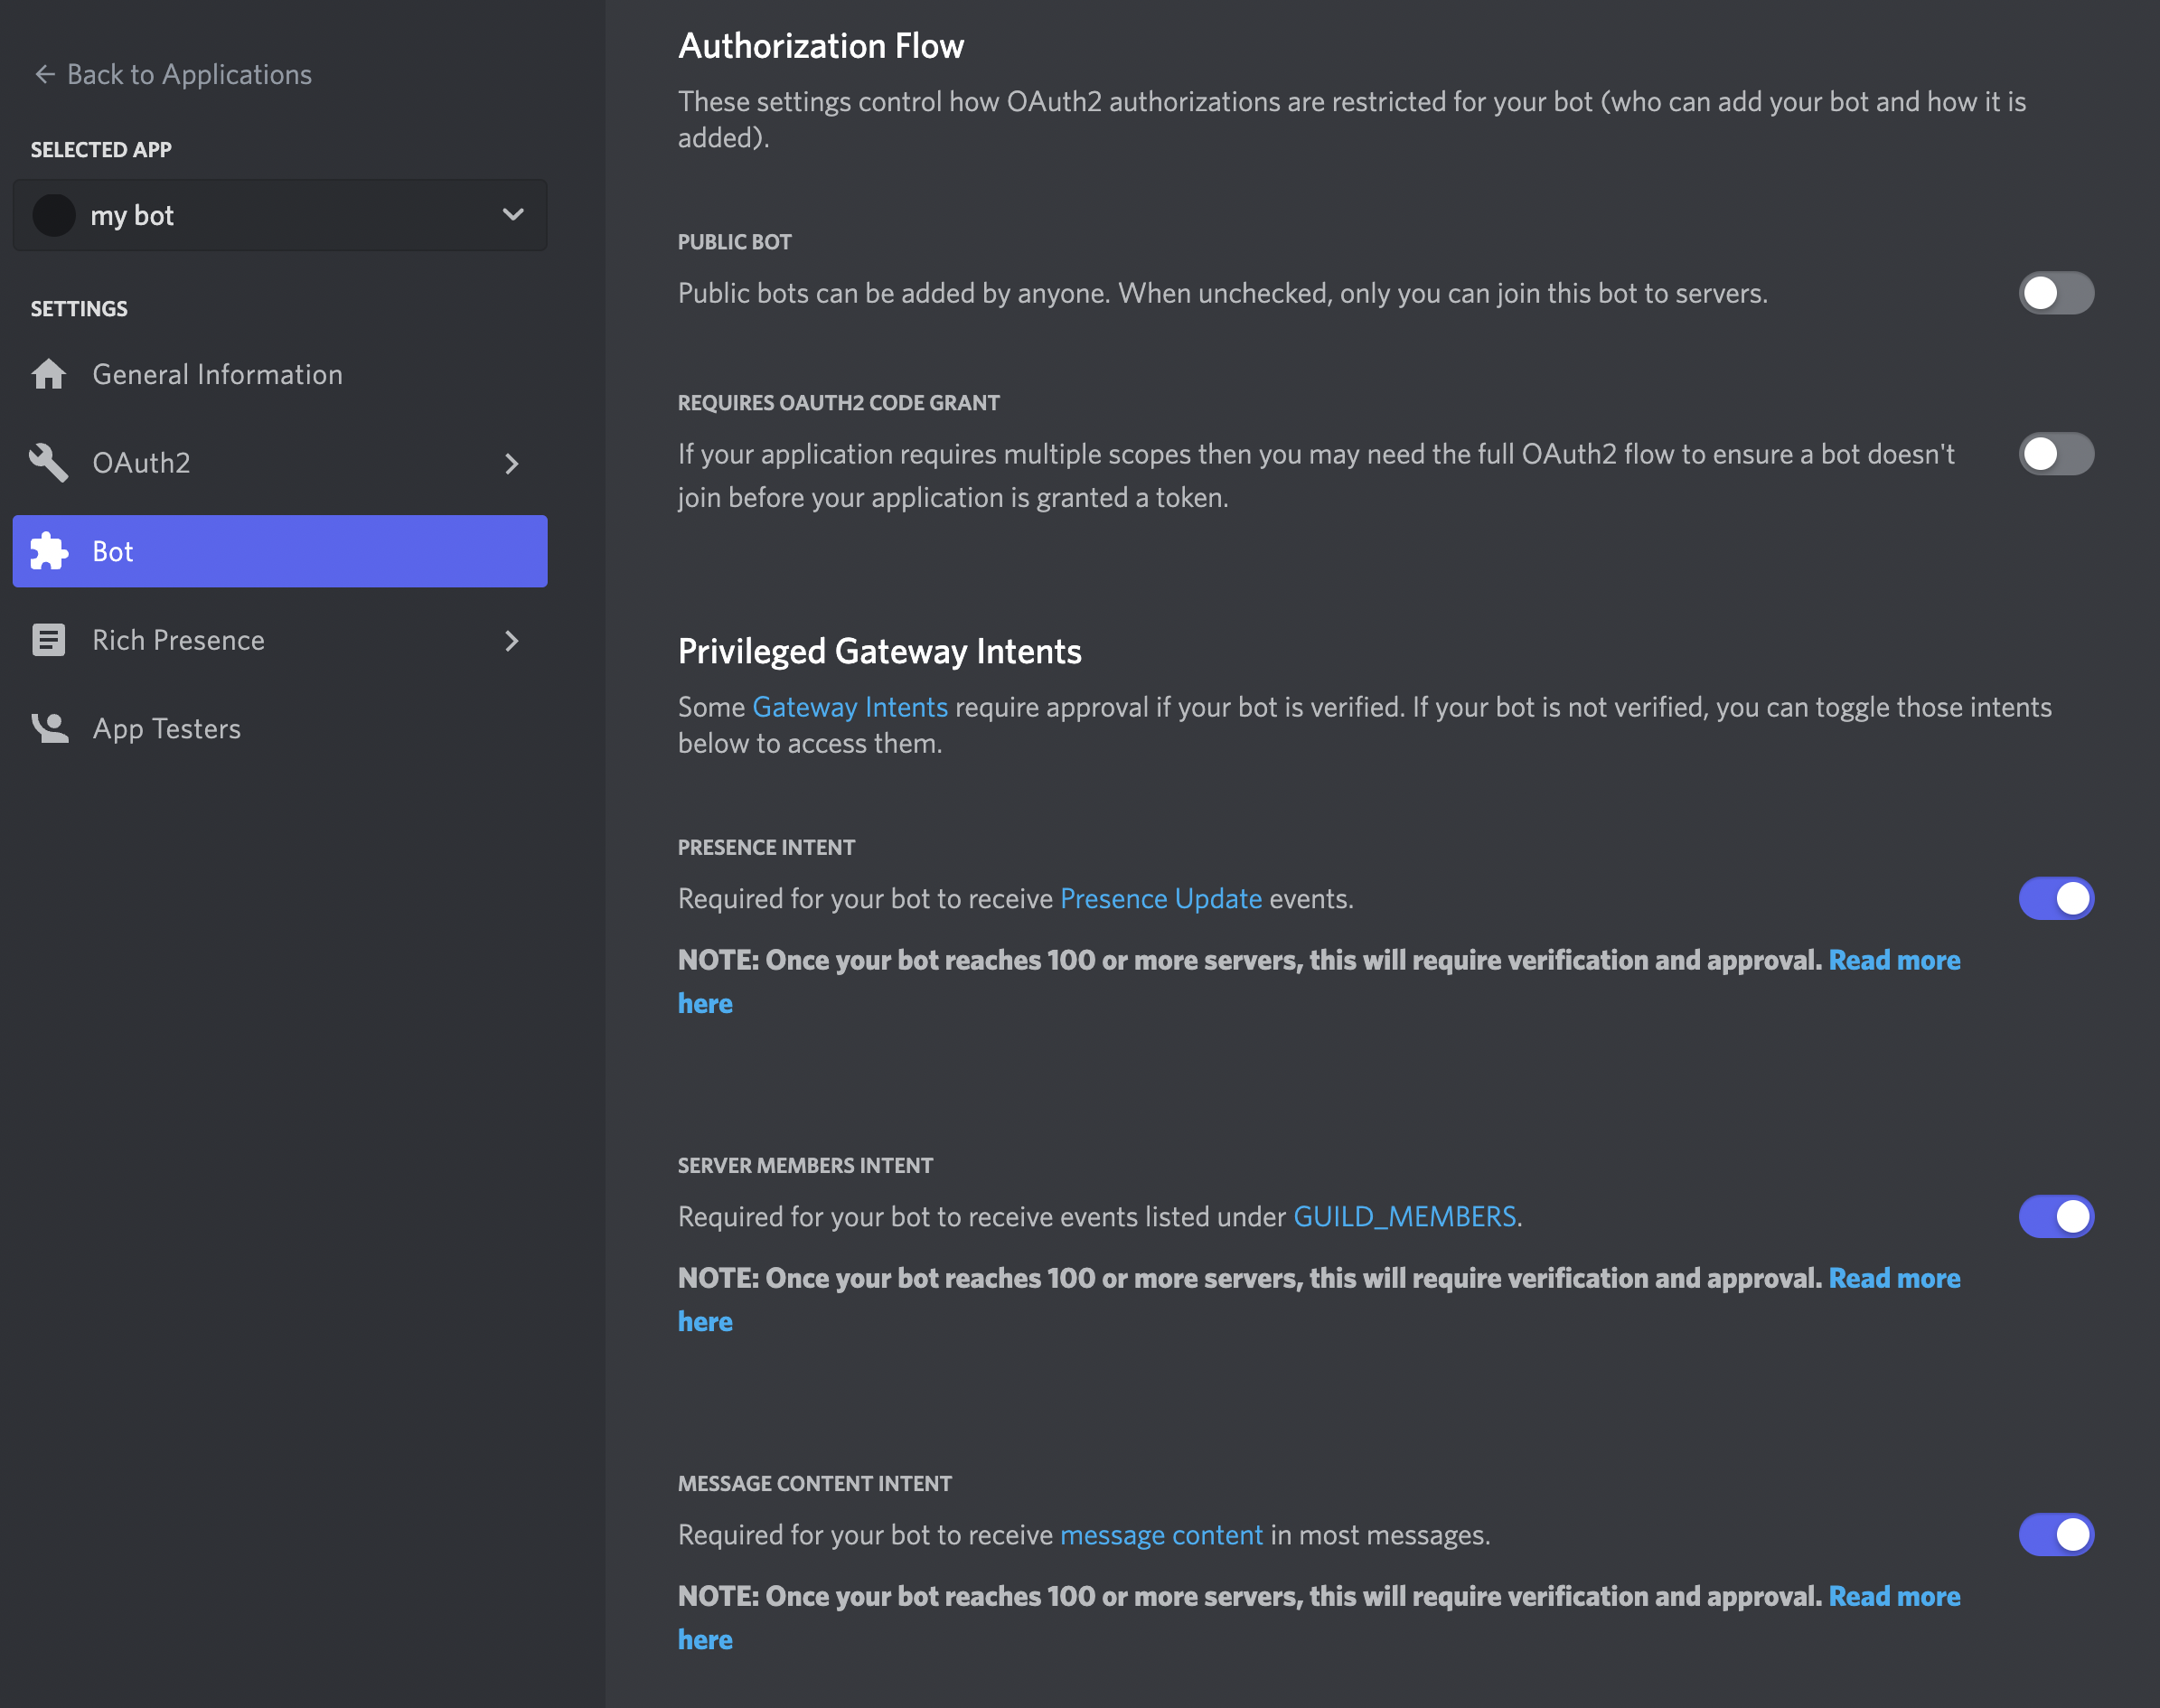 Back to Applications
SELECTED APP
my bot
SETTINGS
General Information
OAuth2
Bot
Rich Presence
App Testers
Authorization Flow
These settings control how OAuth2 authorizations are restricted for your bot (who can add your bot and how it is
added).
PUBLIC BOT
Public bots can be added by anyone. When unchecked, only you can join this bot to servers.
REQUIRES OAUTH2 CODE GRANT
If your application requires multiple scopes then you may need the full OAuth2 flow to ensure a bot doesn't
join before your application is granted a token.
Privileged Gateway Intents
Some Gateway Intents require approval if your bot is verified. If your bot is not verified, you can toggle those intents
below to access them.
PRESENCE INTENT
Required for your bot to receive Presence Update events.
NOTE: Once your bot reaches 100 or more servers, this will require verification and approval. Read more
here
SERVER MEMBERS INTENT
Required for your bot to receive events listed under GUILD_MEMBERS.
NOTE: Once your bot reaches 100 or more servers, this will require verification and approval. Read more
here
MESSAGE CONTENT INTENT
Required for your bot to receive message content in most messages.
NOTE: Once your bot reaches 100 or more servers, this will require verification and approval. Read more
here